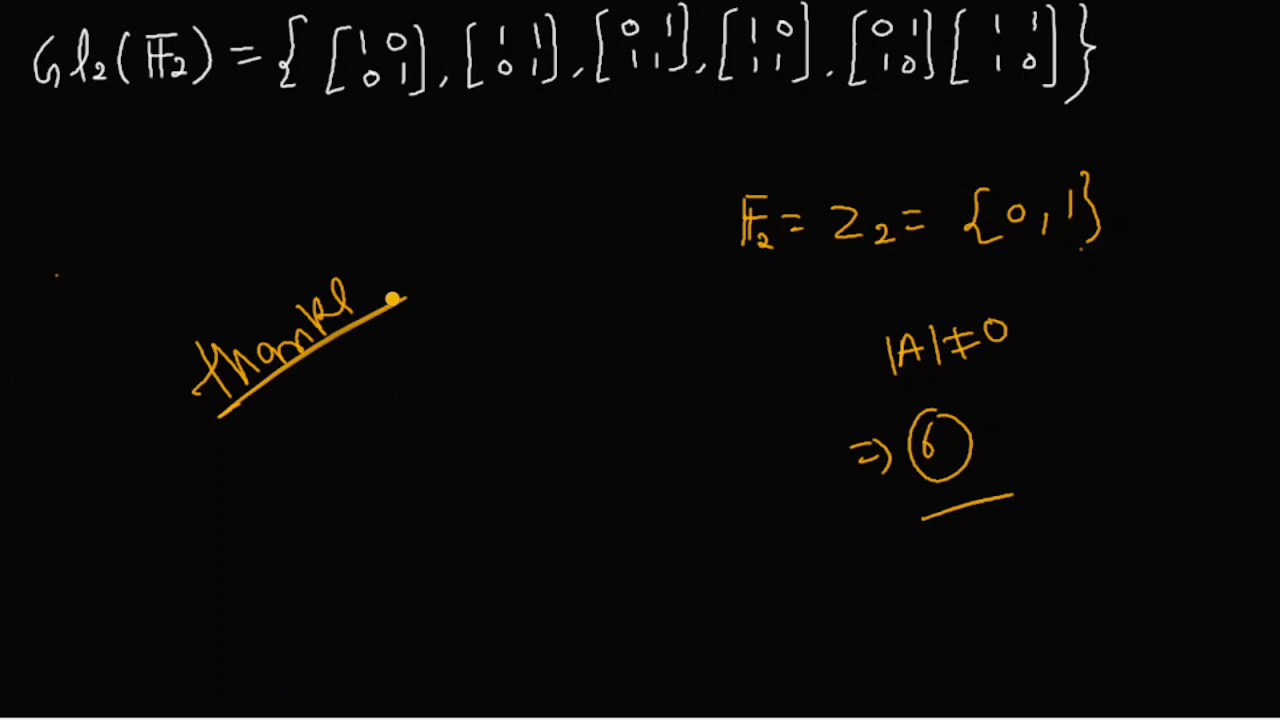 Gl₂(𝔽₂) = { [1 0; 0 1], [1 1; 0 1], [0 1; 1 1], [1 0; 1 1], [0 1; 1 0] [1 1; 1 0] }
𝔽₂ = Z₂ = {0, 1}
|A| ≠ 0
⇒ 6